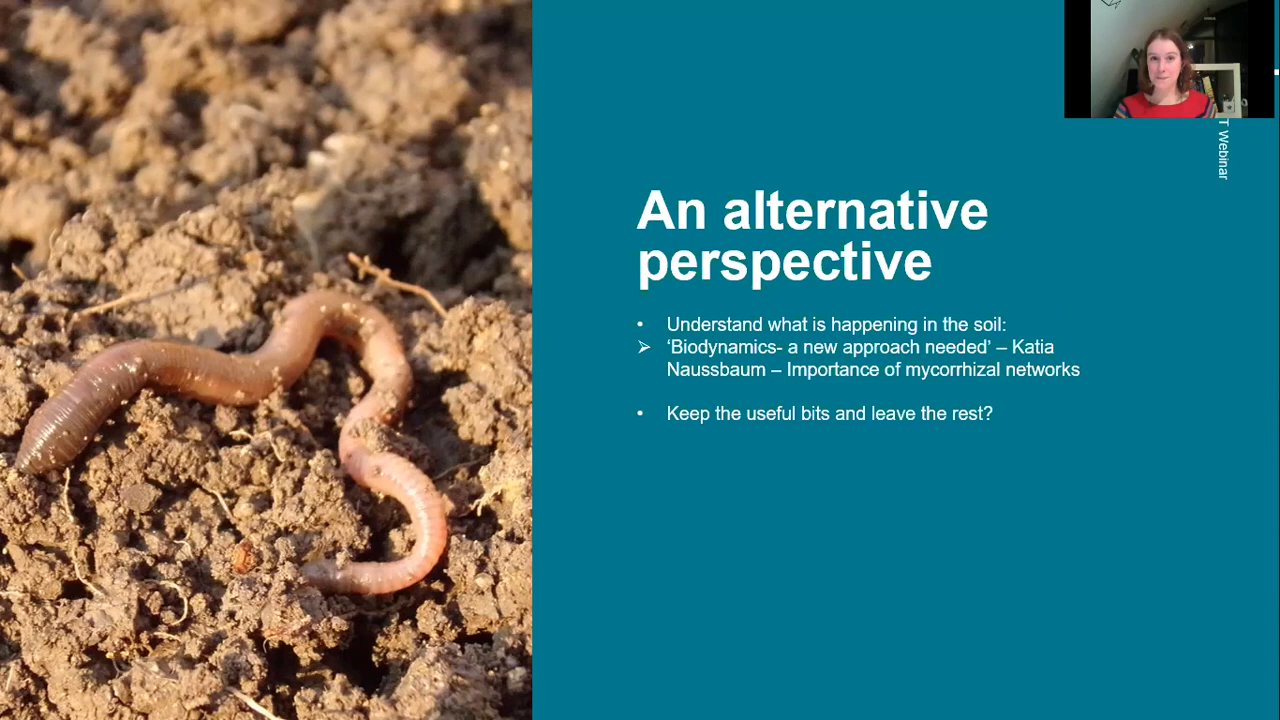 T Webinar
An alternative
perspective
• Understand what is happening in the soil:
➢ ‘Biodynamics- a new approach needed’ – Katia
Naussbaum – Importance of mycorrhizal networks
• Keep the useful bits and leave the rest?